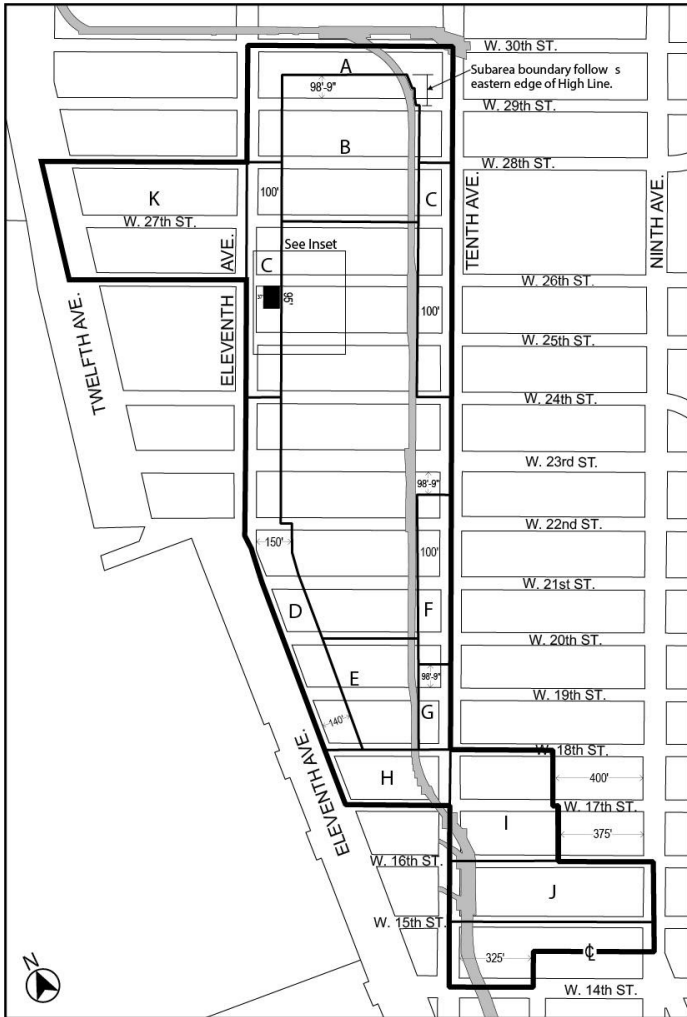 W. 30th ST.
A
Subarea boundary follow s
eastern edge of High Line.
98'-9"
W. 29th ST.
B
W. 28th ST.
K
100'
C
TENTH AVE.
NINTH AVE.
W. 27th ST.
See Inset
AVE.
C
W. 26th ST.
95'
100'
TWELFTH AVE.
ELEVENTH
W. 25th ST.
W. 24th ST.
W. 23rd ST.
98'-9"
W. 22nd ST.
150'
100'
W. 21st ST.
D
F
W. 20th ST.
E
98'-9"
W. 19th ST.
G
140'
W. 18th ST.
ELEVENTH AVE.
H
400'
W. 17th ST.
I
375'
W. 16th ST.
J
W. 15th ST.
325'
℄
N
W. 14th ST.